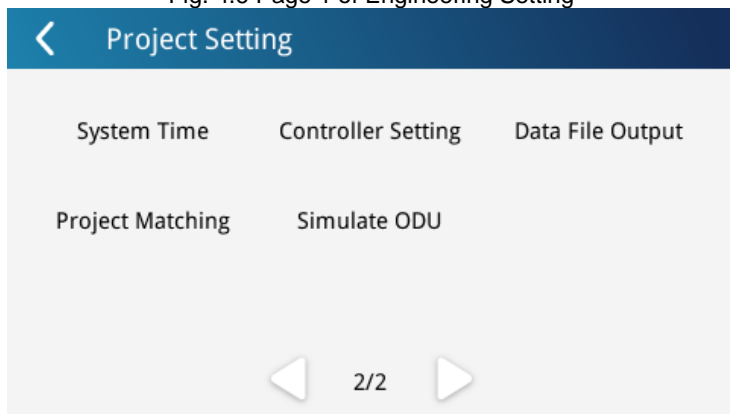 Project Setting
System Time Controller Setting Data File Output
Project Matching Simulate ODU
2/2